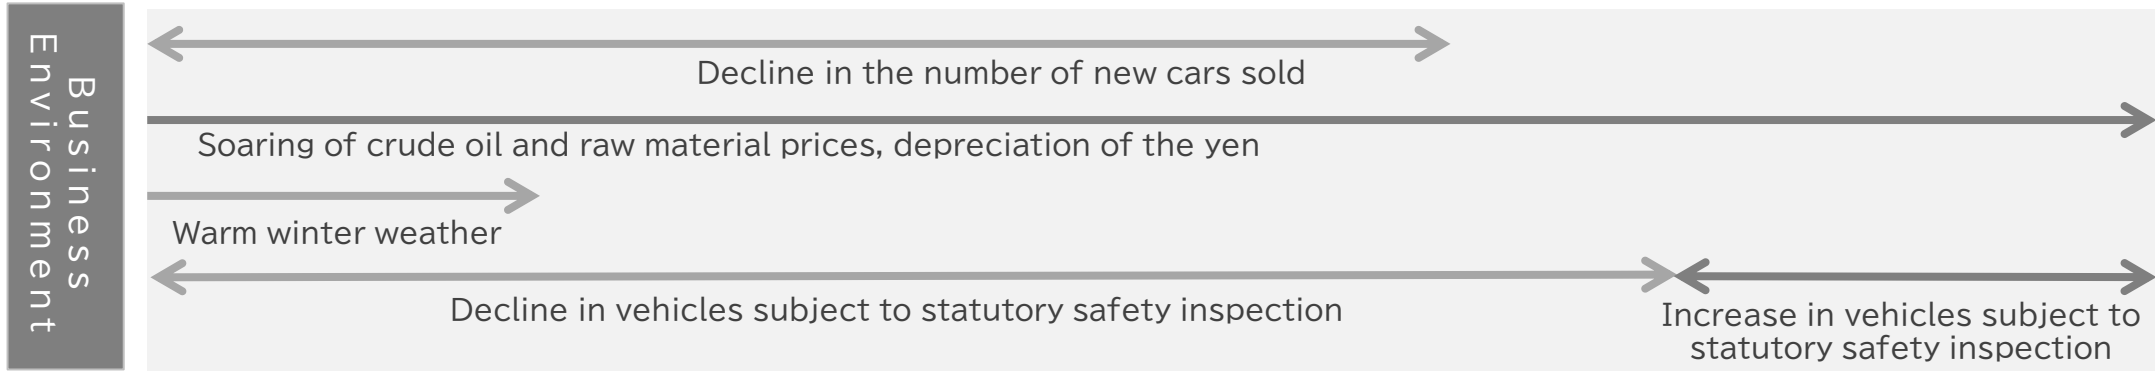 Business
Environment
Decline in the number of new cars sold
Soaring of crude oil and raw material prices, depreciation of the yen
Warm winter weather
Decline in vehicles subject to statutory safety inspection
Increase in vehicles subject to
statutory safety inspection